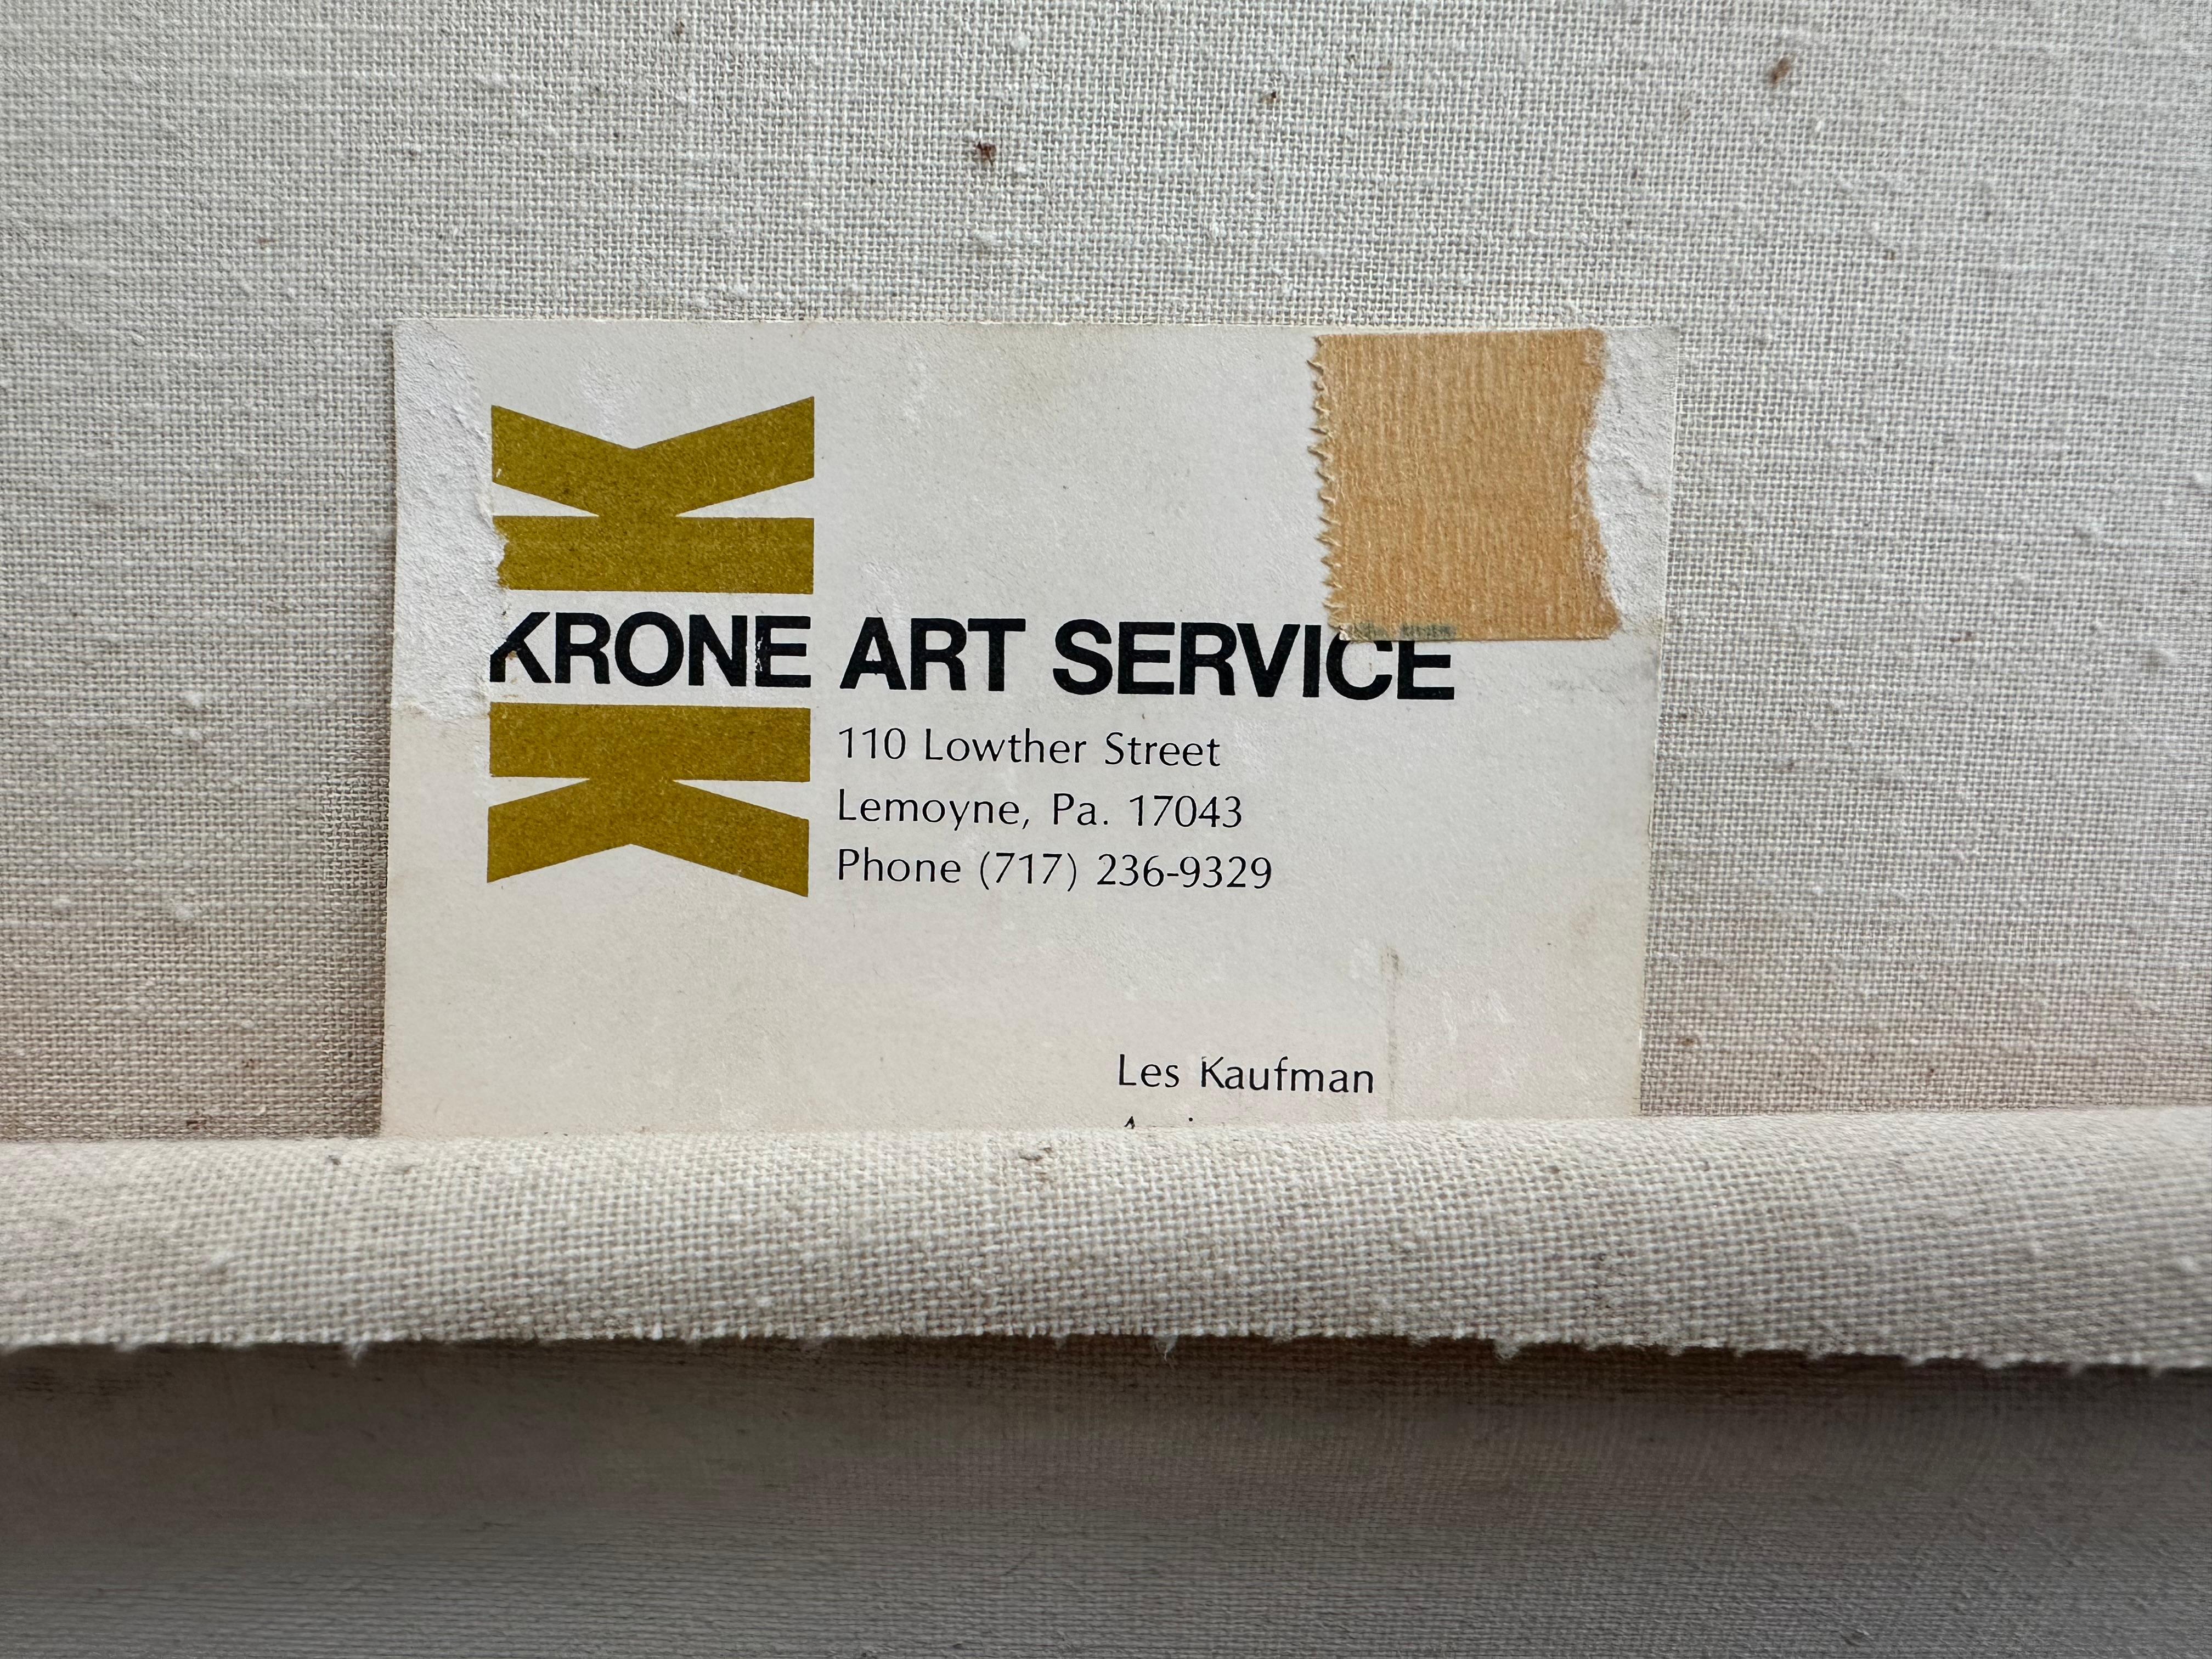 KRONE ART SERVICE
110 Lowther Street
Lemoyne, Pa. 17043
Phone (717) 236-9329
Les Kaufman